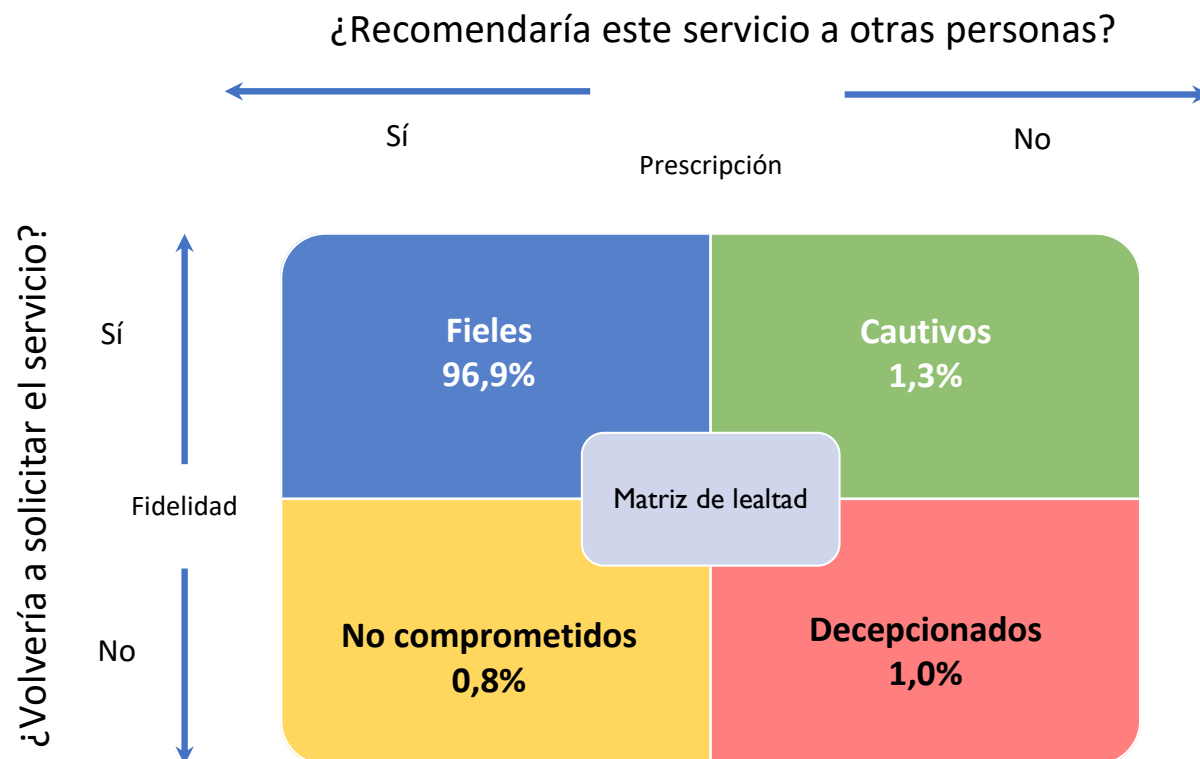 ¿Recomendaría este servicio a otras personas?
Sí
No
Prescripción
¿Volvería a solicitar el servicio?
Sí
Fieles
96,9%
Cautivos
1,3%
Fidelidad
Matriz de lealtad
No
No comprometidos
0,8%
Decepcionados
1,0%